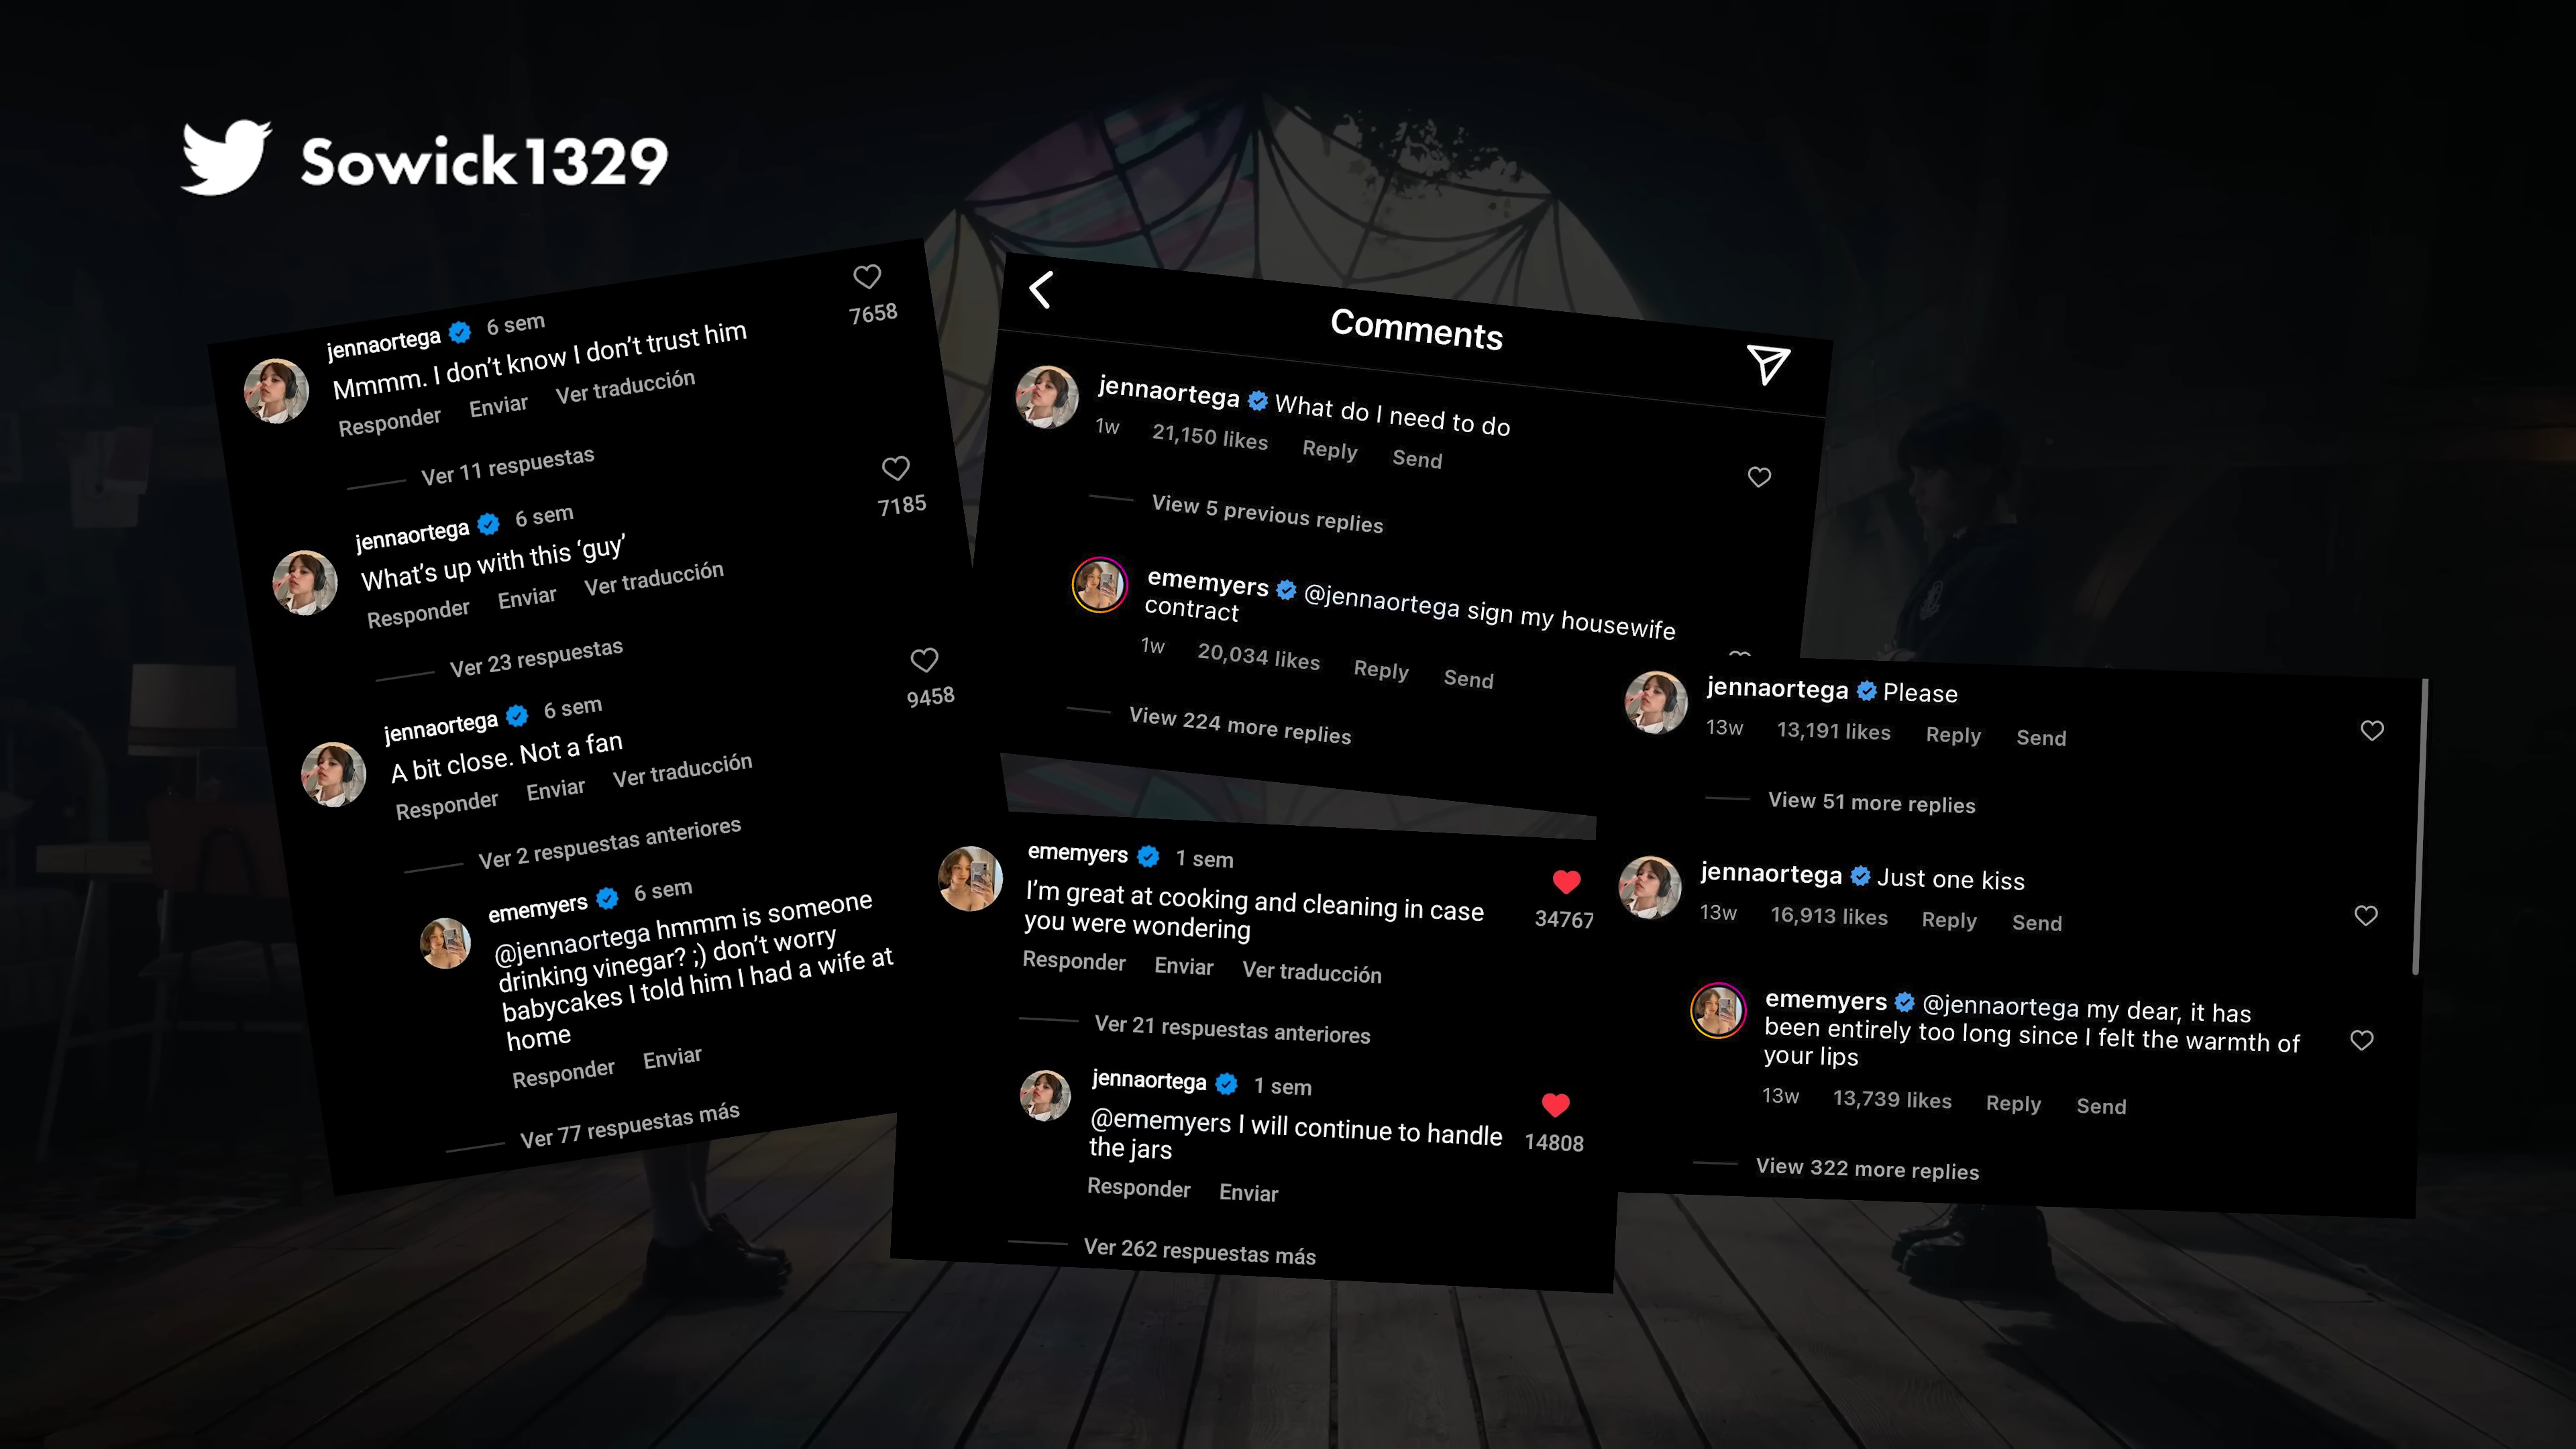 Sowick1329
jennaortega 6 sem
Mmmm. I don't know I don't trust him
7658
Responder Enviar Ver traducción
Ver 11 respuestas
jennaortega 6 sem
What's up with this ‘guy’
7185
Responder Enviar Ver traducción
Ver 23 respuestas
jennaortega 6 sem
A bit close. Not a fan
9458
Responder Enviar Ver traducción
Ver 2 respuestas anteriores
ememyers 6 sem
@jennaortega hmmm is someone
drinking vinegar? ;) don't worry
babycakes I told him I had a wife at
home
Responder Enviar
Ver 77 respuestas más
Comments
jennaortega What do I need to do
1w 21,150 likes Reply Send
View 5 previous replies
ememyers @jennaortega sign my housewife
contract
1w 20,034 likes Reply Send
View 224 more replies
ememyers 1 sem
I'm great at cooking and cleaning in case
you were wondering
34767
Responder Enviar Ver traducción
Ver 21 respuestas anteriores
jennaortega 1 sem
@ememyers I will continue to handle
the jars
14808
Responder Enviar
Ver 262 respuestas más
jennaortega Please
13w 13,191 likes Reply Send
View 51 more replies
jennaortega Just one kiss
13w 16,913 likes Reply Send
ememyers @jennaortega my dear, it has
been entirely too long since I felt the warmth of
your lips
13w 13,739 likes Reply Send
View 322 more replies